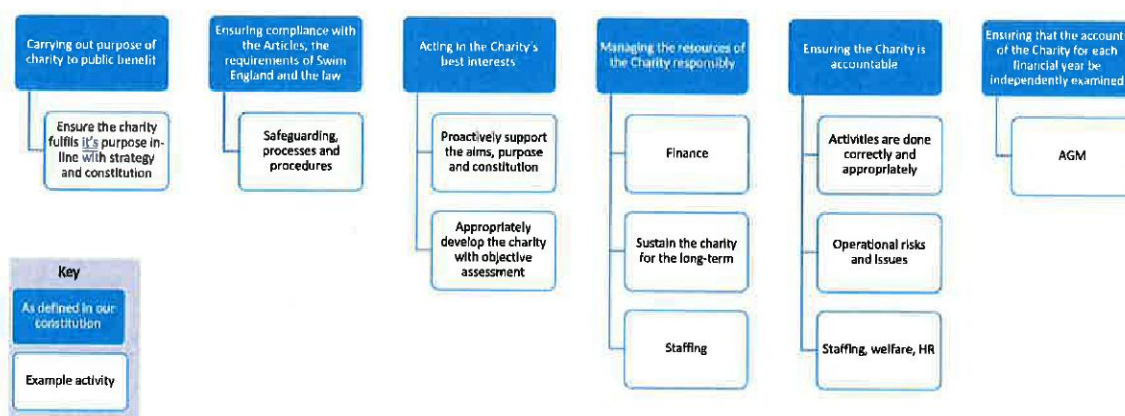 Carrying out purpose of
charity to public benefit
Ensure the charity
fulfils it's purpose in-
line with strategy
and constitution
Ensuring compliance with
the Articles, the
requirements of Swim
England and the law
Safeguarding,
processes and
procedures
Acting in the Charity's
best interests
Proactively support
the aims, purpose
and constitution
Appropriately
develop the charity
with objective
assessment
Managing the resources of
the Charity responsibly
Finance
Sustain the charity
for the long-term
Staffing
Ensuring the Charity is
accountable
Activities are done
correctly and
appropriately
Operational risks
and issues
Staffing, welfare, HR
Ensuring that the account
of the Charity for each
financial year be
independently examined
AGM
Key
As defined in our
constitution
Example activity